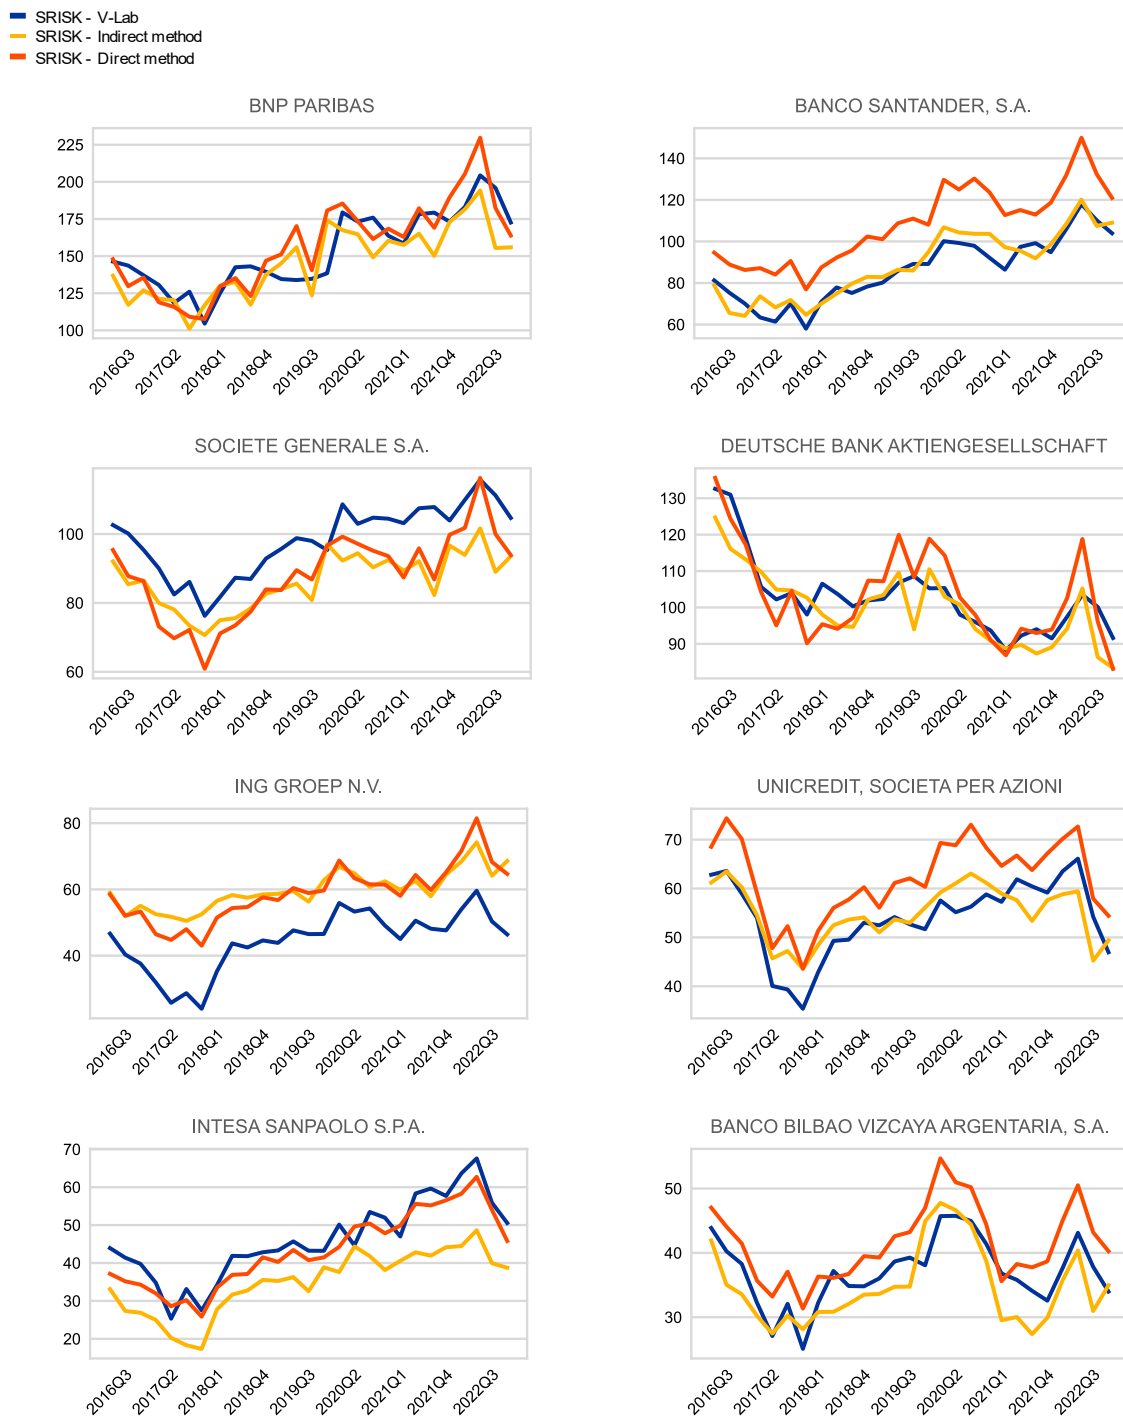 SRISK - V-Lab
SRISK - Indirect method
SRISK - Direct method
BNP PARIBAS
225
200
175
150
125
100
2016Q3
2017Q2
2018Q1
2018Q4
2019Q3
2020Q2
2021Q1
2021Q4
2022Q3
BANCO SANTANDER, S.A.
140
120
100
80
60
2016Q3
2017Q2
2018Q1
2018Q4
2019Q3
2020Q2
2021Q1
2021Q4
2022Q3
SOCIETE GENERALE S.A.
100
80
60
2016Q3
2017Q2
2018Q1
2018Q4
2019Q3
2020Q2
2021Q1
2021Q4
2022Q3
DEUTSCHE BANK AKTIENGESELLSCHAFT
130
120
110
100
90
2016Q3
2017Q2
2018Q1
2018Q4
2019Q3
2020Q2
2021Q1
2021Q4
2022Q3
ING GROEP N.V.
80
60
40
2016Q3
2017Q2
2018Q1
2018Q4
2019Q3
2020Q2
2021Q1
2021Q4
2022Q3
UNICREDIT, SOCIETA PER AZIONI
70
60
50
40
2016Q3
2017Q2
2018Q1
2018Q4
2019Q3
2020Q2
2021Q1
2021Q4
2022Q3
INTESA SANPAOLO S.P.A.
70
60
50
40
30
20
2016Q3
2017Q2
2018Q1
2018Q4
2019Q3
2020Q2
2021Q1
2021Q4
2022Q3
BANCO BILBAO VIZCAYA ARGENTARIA, S.A.
50
40
30
2016Q3
2017Q2
2018Q1
2018Q4
2019Q3
2020Q2
2021Q1
2021Q4
2022Q3